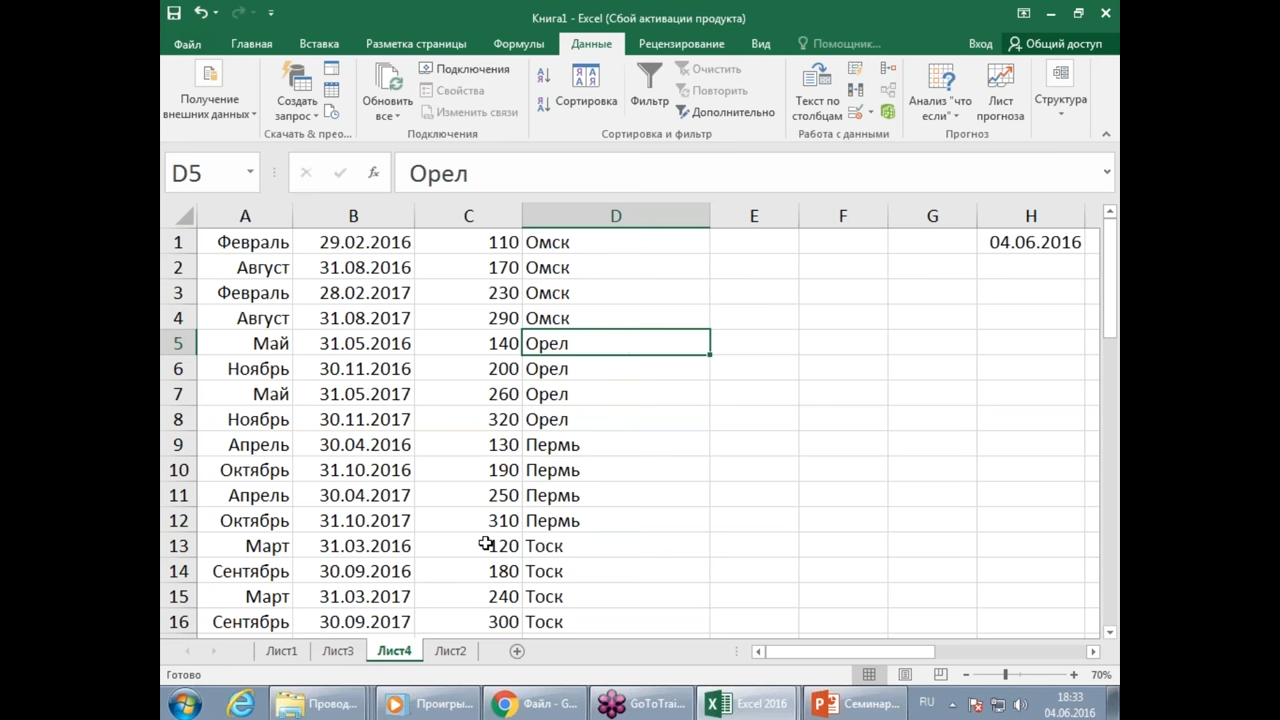 Книга1 - Excel (Сбой активации продукта)
Файл Главная Вставка Разметка страницы Формулы Данные Рецензирование Вид Помощник... Вход Общий доступ
Получение внешних данных
Создать запрос
Скачать & прео...
Обновить все
Подключения
Свойства
Изменить связи
Подключения
А Я
Я А
Сортировка
Фильтр
Очистить
Повторить
Дополнительно
Сортировка и фильтр
Текст по столбцам
Работа с данными
Анализ "что если"
Лист прогноза
Прогноз
Структура
D5 fx Орел
A B C D E F G H
1 Февраль 29.02.2016 110 Омск 04.06.2016
2 Август 31.08.2016 170 Омск
3 Февраль 28.02.2017 230 Омск
4 Август 31.08.2017 290 Омск
5 Май 31.05.2016 140 Орел
6 Ноябрь 30.11.2016 200 Орел
7 Май 31.05.2017 260 Орел
8 Ноябрь 30.11.2017 320 Орел
9 Апрель 30.04.2016 130 Пермь
10 Октябрь 31.10.2016 190 Пермь
11 Апрель 30.04.2017 250 Пермь
12 Октябрь 31.10.2017 310 Пермь
13 Март 31.03.2016 120 Тоск
14 Сентябрь 30.09.2016 180 Тоск
15 Март 31.03.2017 240 Тоск
16 Сентябрь 30.09.2017 300 Тоск
Лист1 Лист3 Лист4 Лист2
Готово 70%
Провод... Проигры... Файл - G... GoToTrai... Excel 2016 Семинар... RU 18:33
04.06.2016